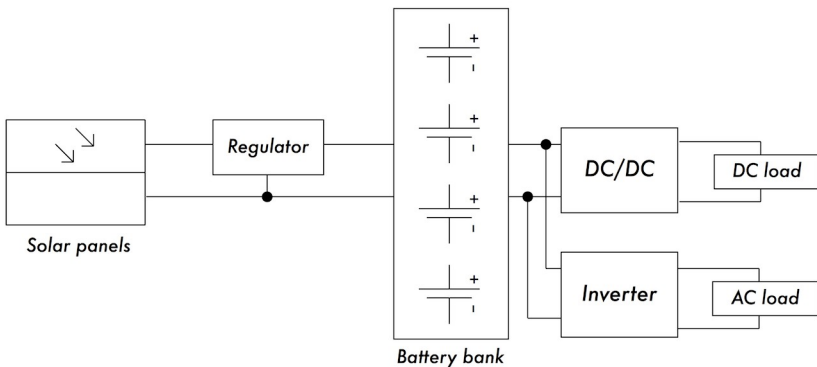 Regulator
DC/DC
DC load
Solar panels
Inverter
AC load
Battery bank